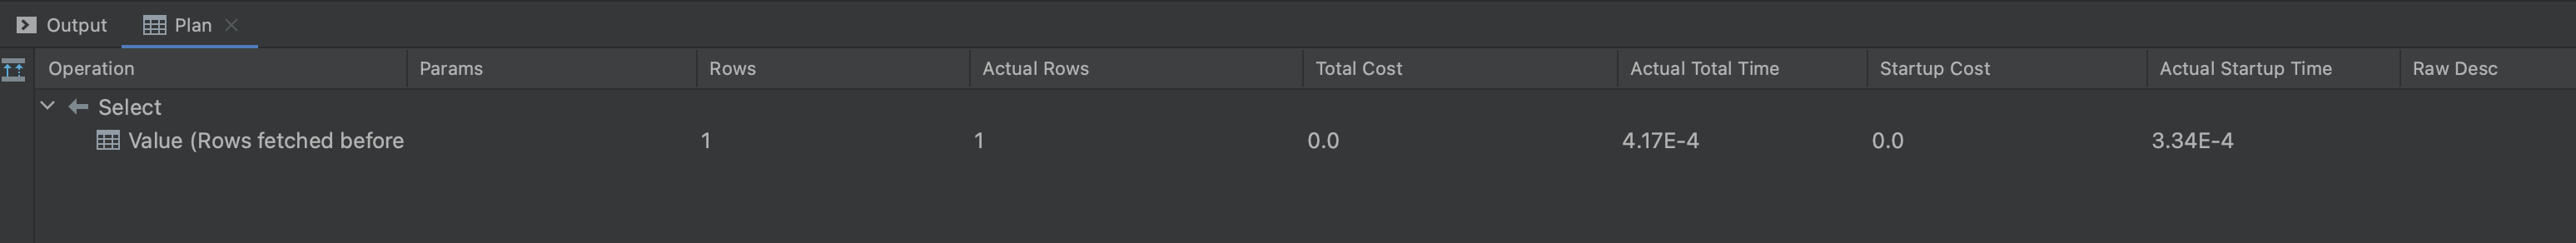 Output Plan
Operation Params Rows Actual Rows Total Cost Actual Total Time Startup Cost Actual Startup Time Raw Desc
Select
Value (Rows fetched before 1 1 0.0 4.17E-4 0.0 3.34E-4